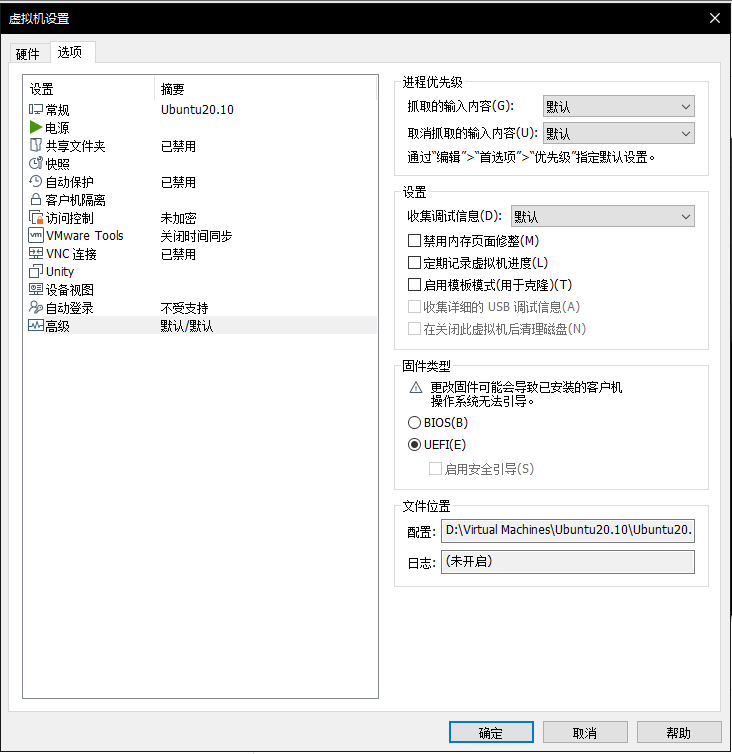 虚拟机设置
硬件 选项
设置 摘要
常规 Ubuntu20.10
电源
共享文件夹 已禁用
快照
自动保护 已禁用
客户机隔离
访问控制 未加密
VMware Tools 关闭时间同步
VNC 连接 已禁用
Unity
设备视图
自动登录 不受支持
高级 默认/默认
进程优先级
抓取的输入内容(G): 默认
取消抓取的输入内容(U): 默认
通过"编辑">"首选项">"优先级"指定默认设置。
设置
收集调试信息(D): 默认
禁用内存页面修整(M)
定期记录虚拟机进度(L)
启用模板模式(用于克隆)(T)
收集详细的 USB 调试信息(A)
在关闭此虚拟机后清理磁盘(N)
固件类型
更改固件可能会导致已安装的客户机
操作系统无法引导。
BIOS(B)
UEFI(E)
启用安全引导(S)
文件位置
配置: D:\Virtual Machines\Ubuntu20.10\Ubuntu20.
日志: (未开启)
确定 取消 帮助